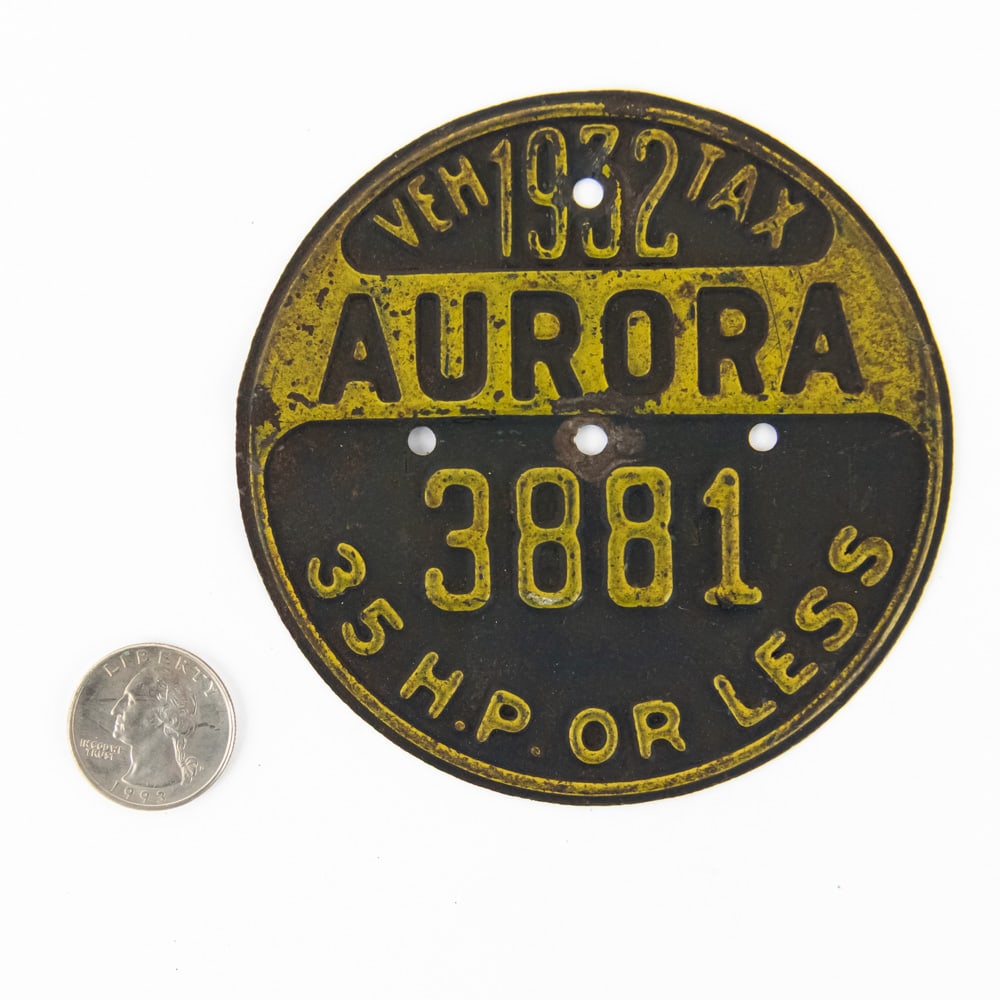 VEH 1932 TAX
AURORA
3881
35 H.P. OR LESS
LIBERTY
IN GOD WE
TRUST
1993